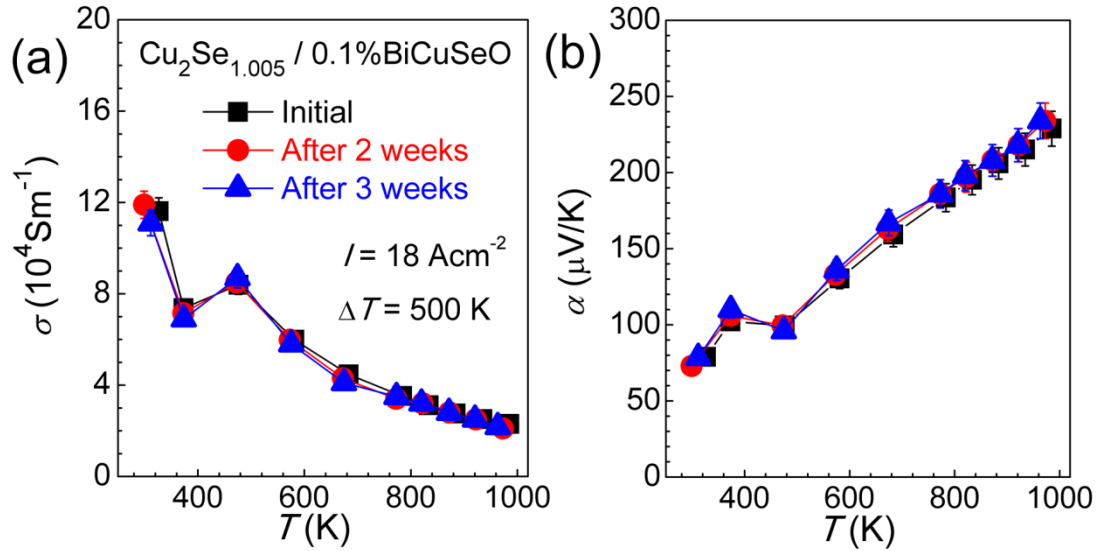 (a)
Cu2Se1.005 / 0.1%BiCuSeO
Initial
After 2 weeks
After 3 weeks
I = 18 Acm-2
ΔT = 500 K
σ (10⁴Sm-1)
20
16
12
8
4
0
400
600
800
1000
T (K)
(b)
α (μV/K)
300
250
200
150
100
50
0
400
600
800
1000
T (K)